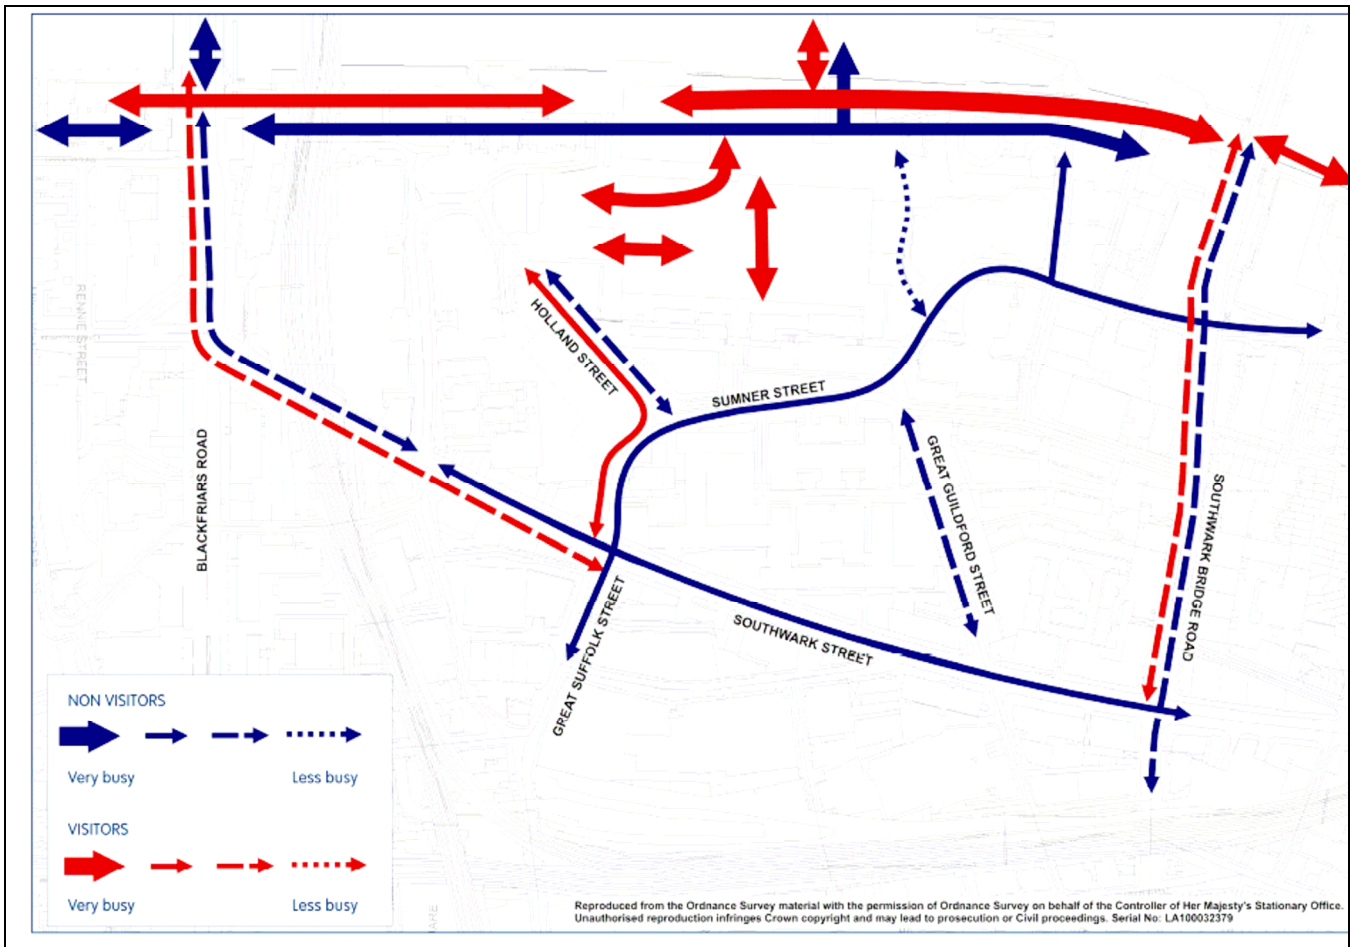 RENNIE STREET
HOLLAND STREET
SUMNER STREET
BLACKFRIARS ROAD
GREAT GUILDFORD STREET
SOUTHWARK BRIDGE ROAD
GREAT SUFFOLK STREET
SOUTHWARK STREET
NON VISITORS
Very busy Less busy
VISITORS
Very busy Less busy
Reproduced from the Ordnance Survey material with the permission of Ordnance Survey on behalf of the Controller of Her Majesty's Stationary Office.
Unauthorised reproduction infringes Crown copyright and may lead to prosecution or Civil proceedings. Serial No: LA100032379